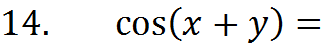 14. cos(x + y) =